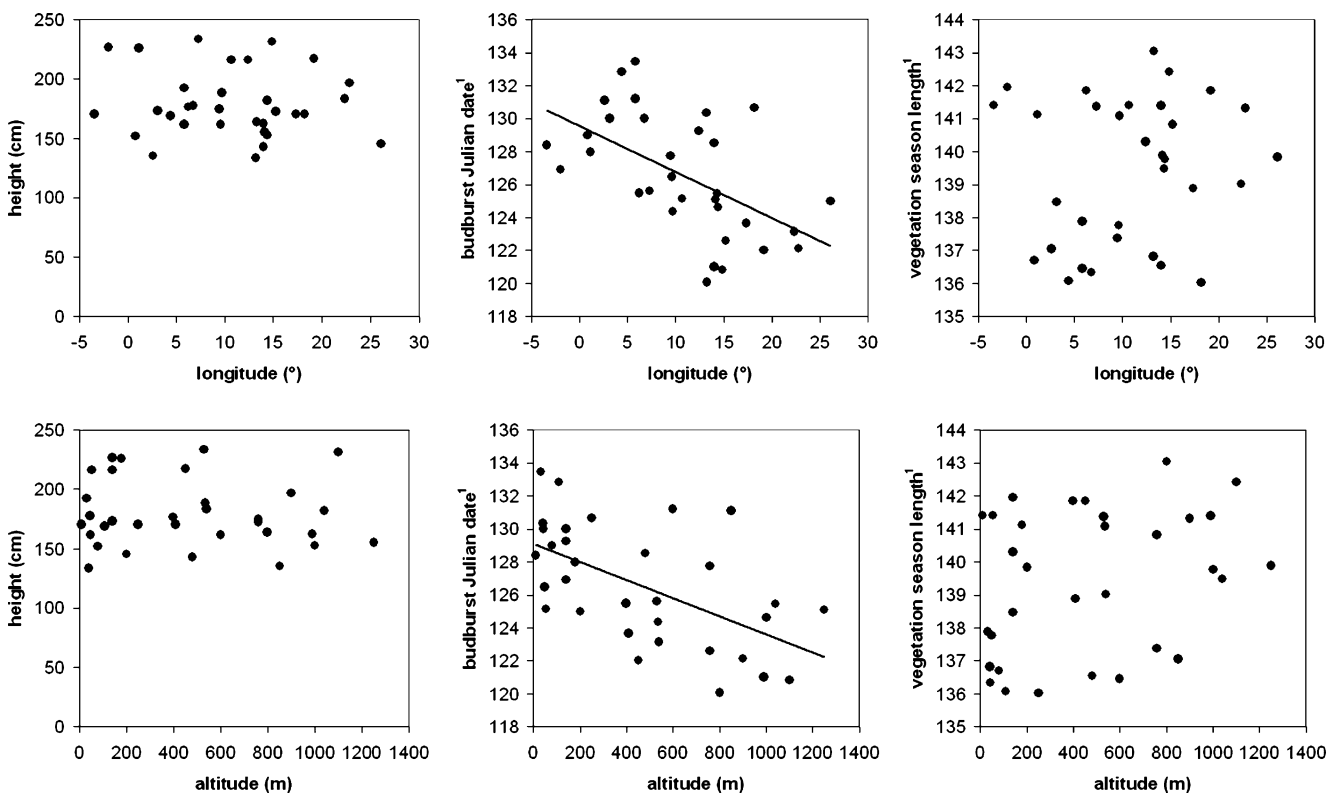 250
200
150
100
50
0
height (cm)
-5 0 5 10 15 20 25 30
longitude (°)
136
134
132
130
128
126
124
122
120
118
budburst Julian date¹
-5 0 5 10 15 20 25 30
longitude (°)
144
143
142
141
140
139
138
137
136
135
vegetation season length¹
-5 0 5 10 15 20 25 30
longitude (°)
250
200
150
100
50
0
height (cm)
0 200 400 600 800 1000 1200 1400
altitude (m)
136
134
132
130
128
126
124
122
120
118
budburst Julian date¹
0 200 400 600 800 1000 1200 1400
altitude (m)
144
143
142
141
140
139
138
137
136
135
vegetation season length¹
0 200 400 600 800 1000 1200 1400
altitude (m)